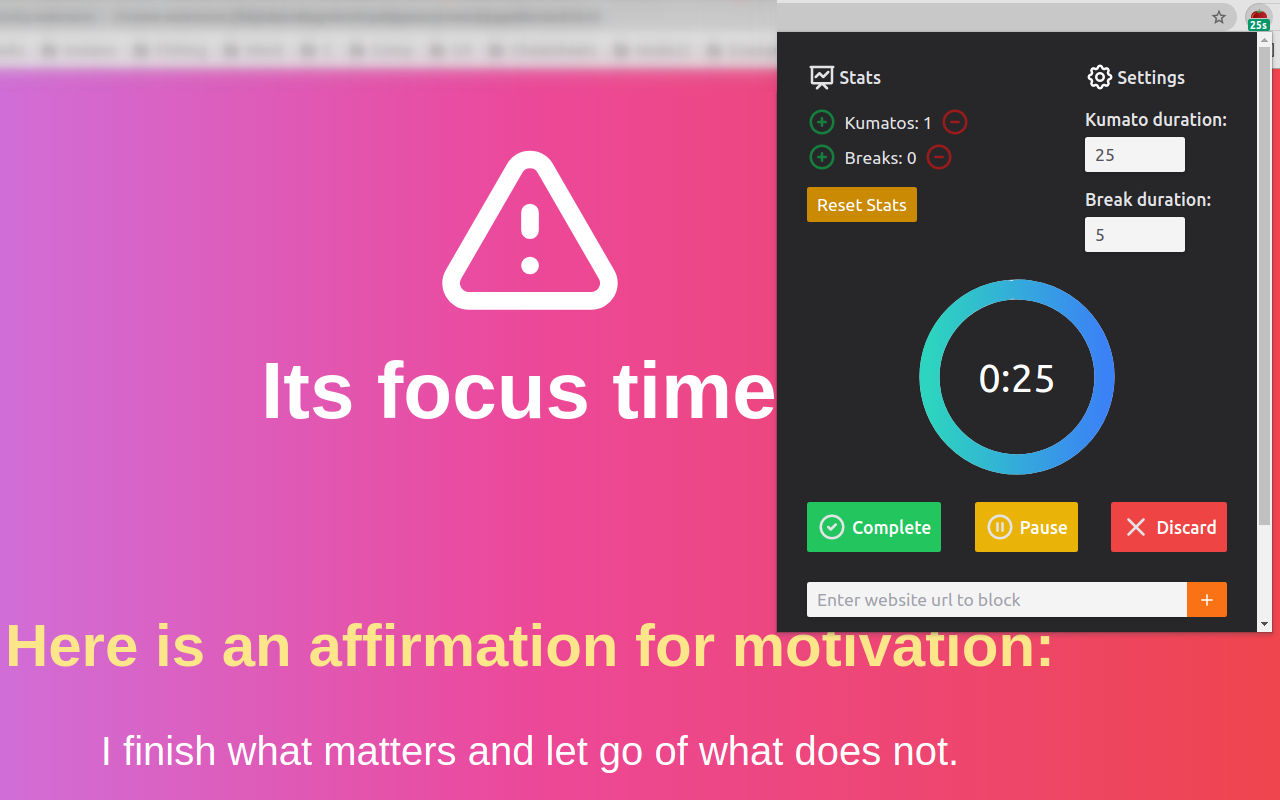 25s
Stats
Settings
Kumatos: 1
Breaks: 0
Reset Stats
Kumato duration:
25
Break duration:
5
Its focus time
0:25
Complete
Pause
Discard
Enter website url to block
Here is an affirmation for motivation:
I finish what matters and let go of what does not.